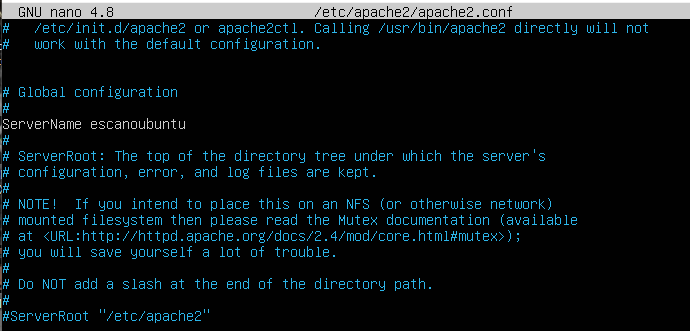 GNU nano 4.8 /etc/apache2/apache2.conf
# /etc/init.d/apache2 or apache2ctl. Calling /usr/bin/apache2 directly will not
# work with the default configuration.
# Global configuration
#
ServerName escanoubuntu
#
# ServerRoot: The top of the directory tree under which the server's
# configuration, error, and log files are kept.
#
# NOTE! If you intend to place this on an NFS (or otherwise network)
# mounted filesystem then please read the Mutex documentation (available
# at <URL:http://httpd.apache.org/docs/2.4/mod/core.html#mutex>);
# you will save yourself a lot of trouble.
#
# Do NOT add a slash at the end of the directory path.
#
#ServerRoot "/etc/apache2"